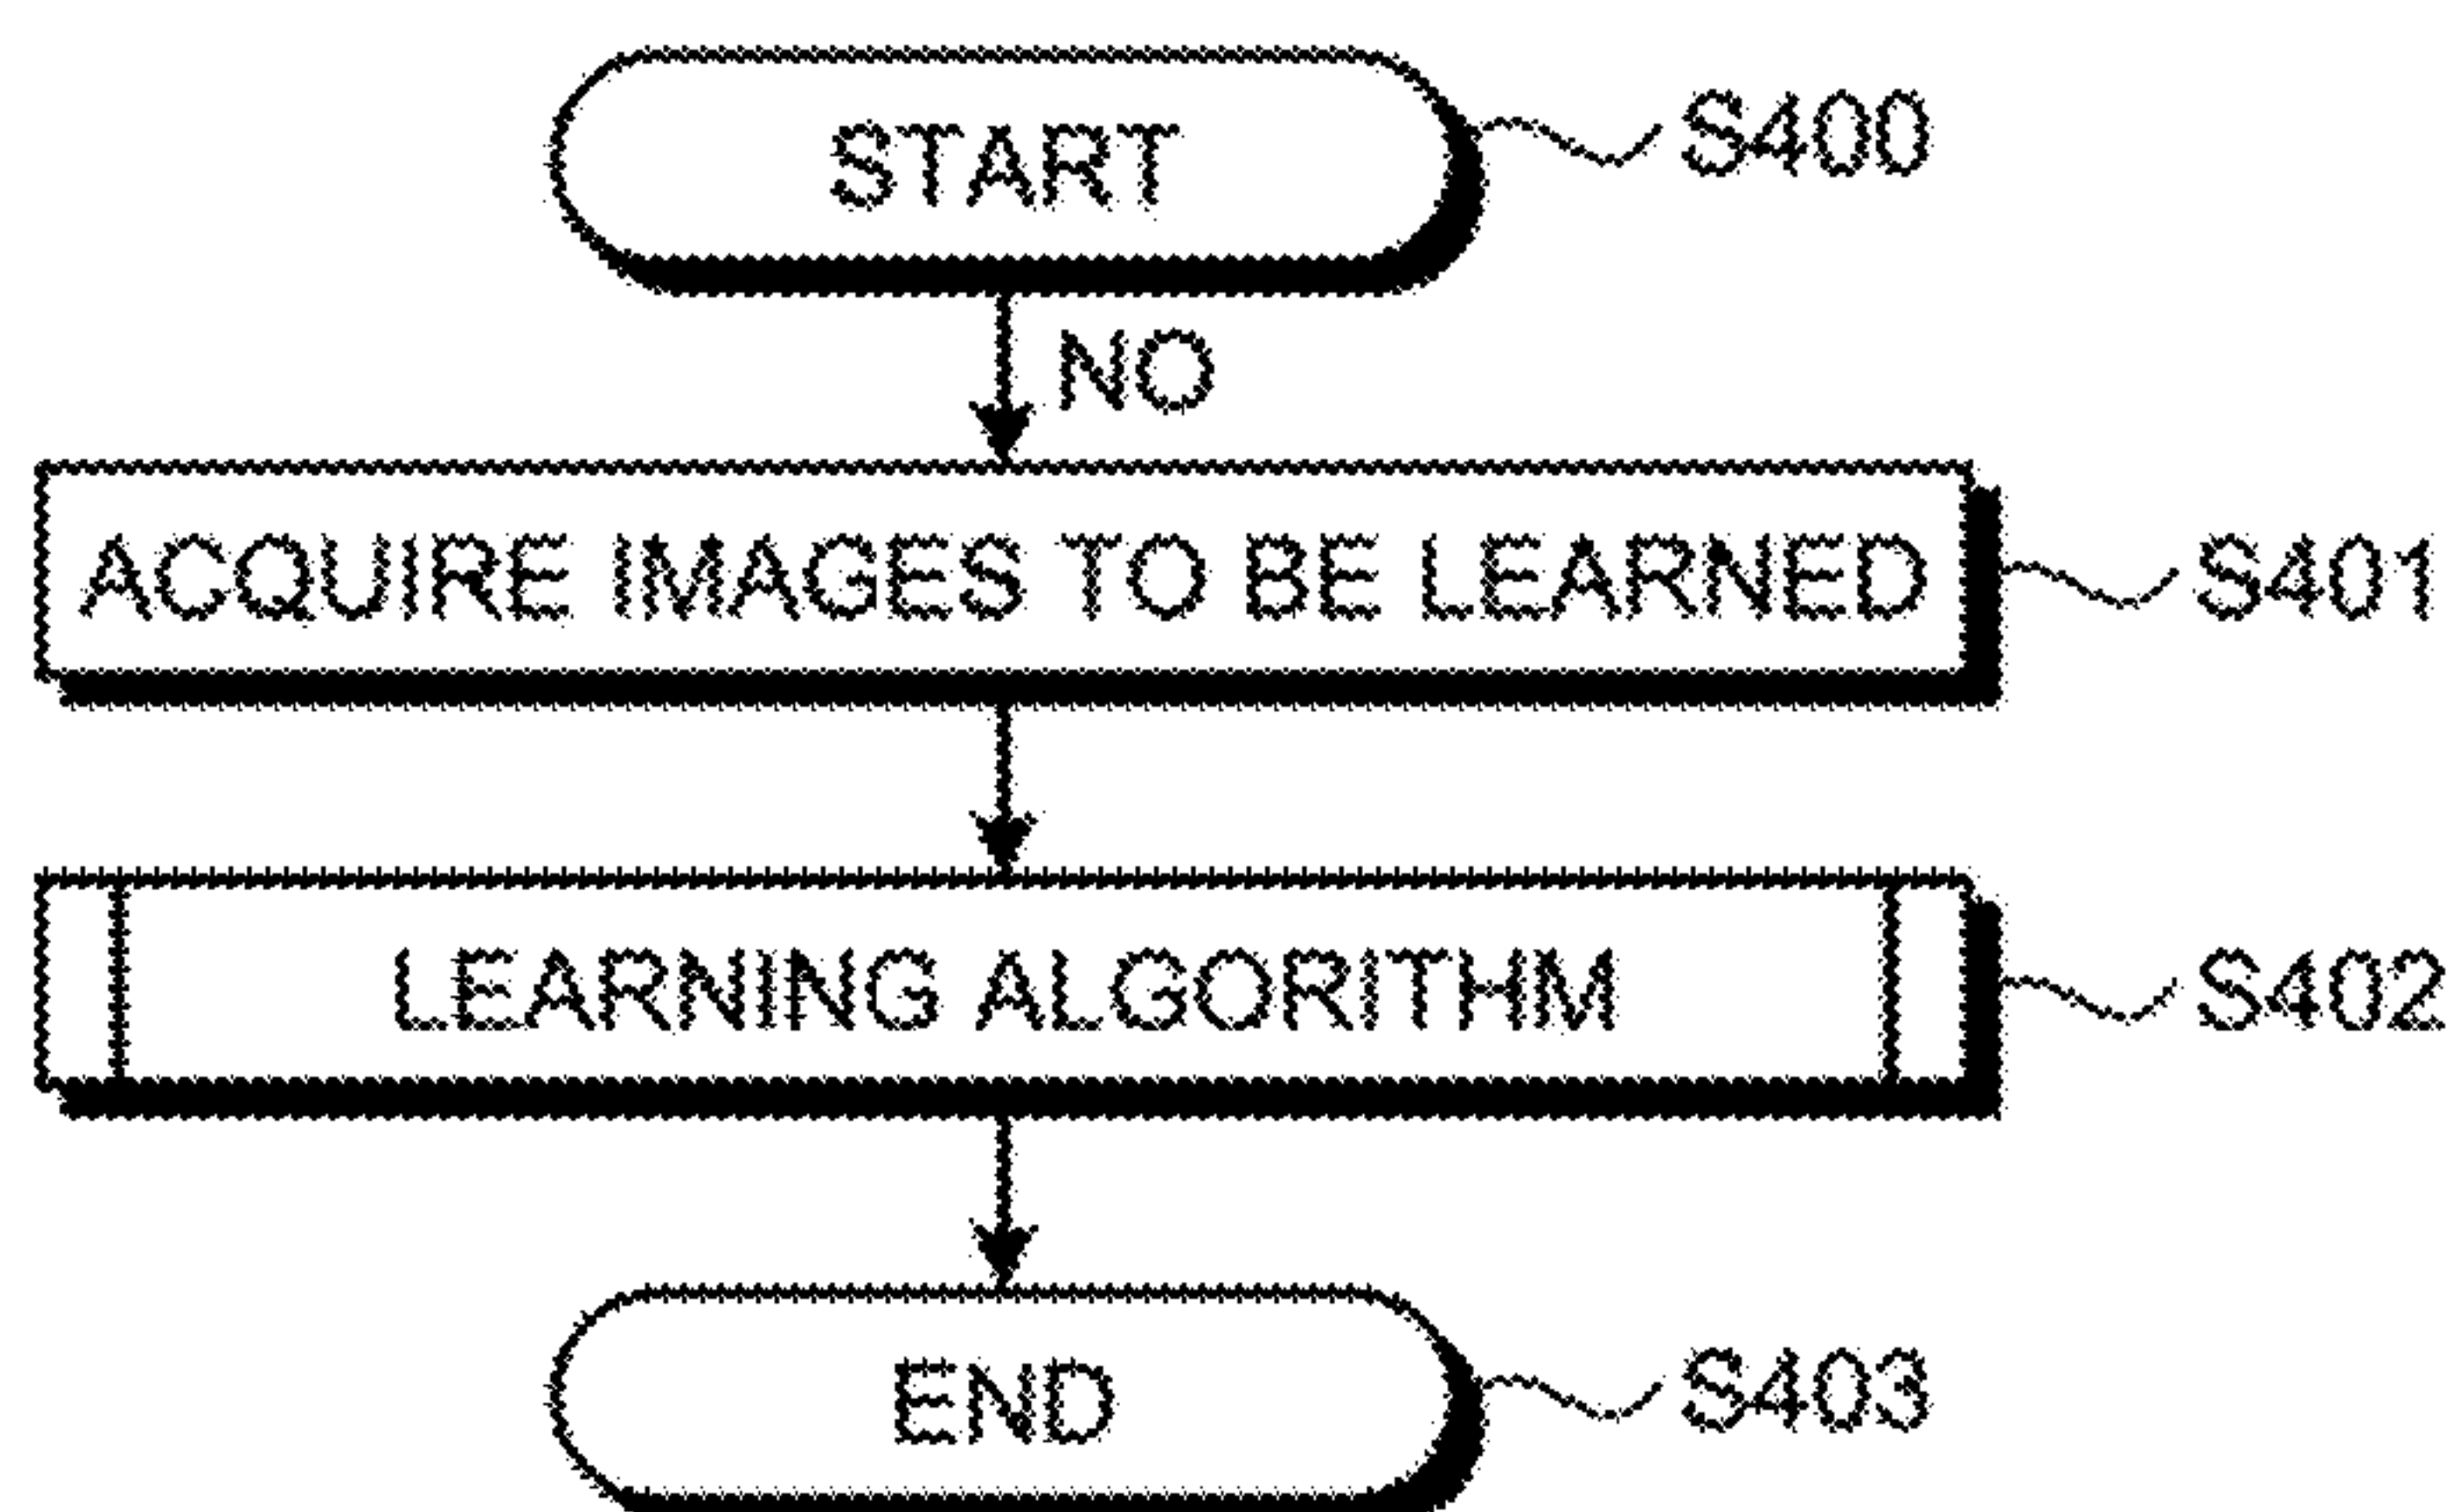 START
S400
NO
ACQUIRE IMAGES TO BE LEARNED
S401
LEARNING ALGORITHM
S402
END
S403